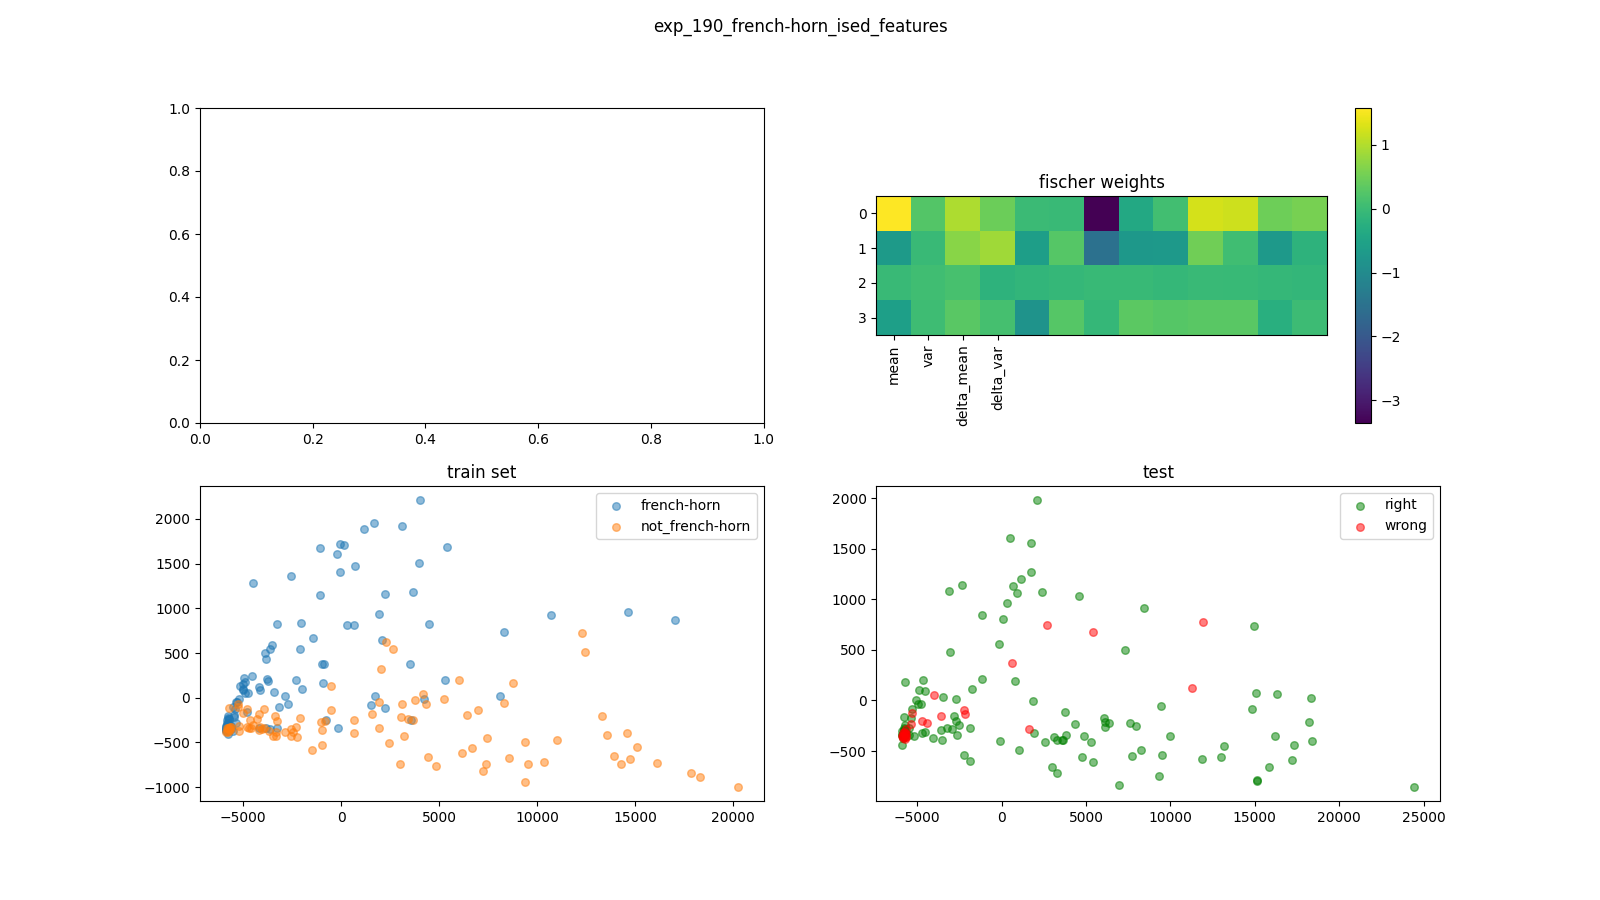 exp_190_french-horn_ised_features
1.0
0.8
0.6
0.4
0.2
0.0
0.0 0.2 0.4 0.6 0.8 1.0
fischer weights
0
1
2
3
mean var delta_mean delta_var
1
0
−1
−2
−3
train set
french-horn
not_french-horn
2000
1500
1000
500
0
−500
−1000
−5000 0 5000 10000 15000 20000
test
right
wrong
2000
1500
1000
500
0
−500
−5000 0 5000 10000 15000 20000 25000